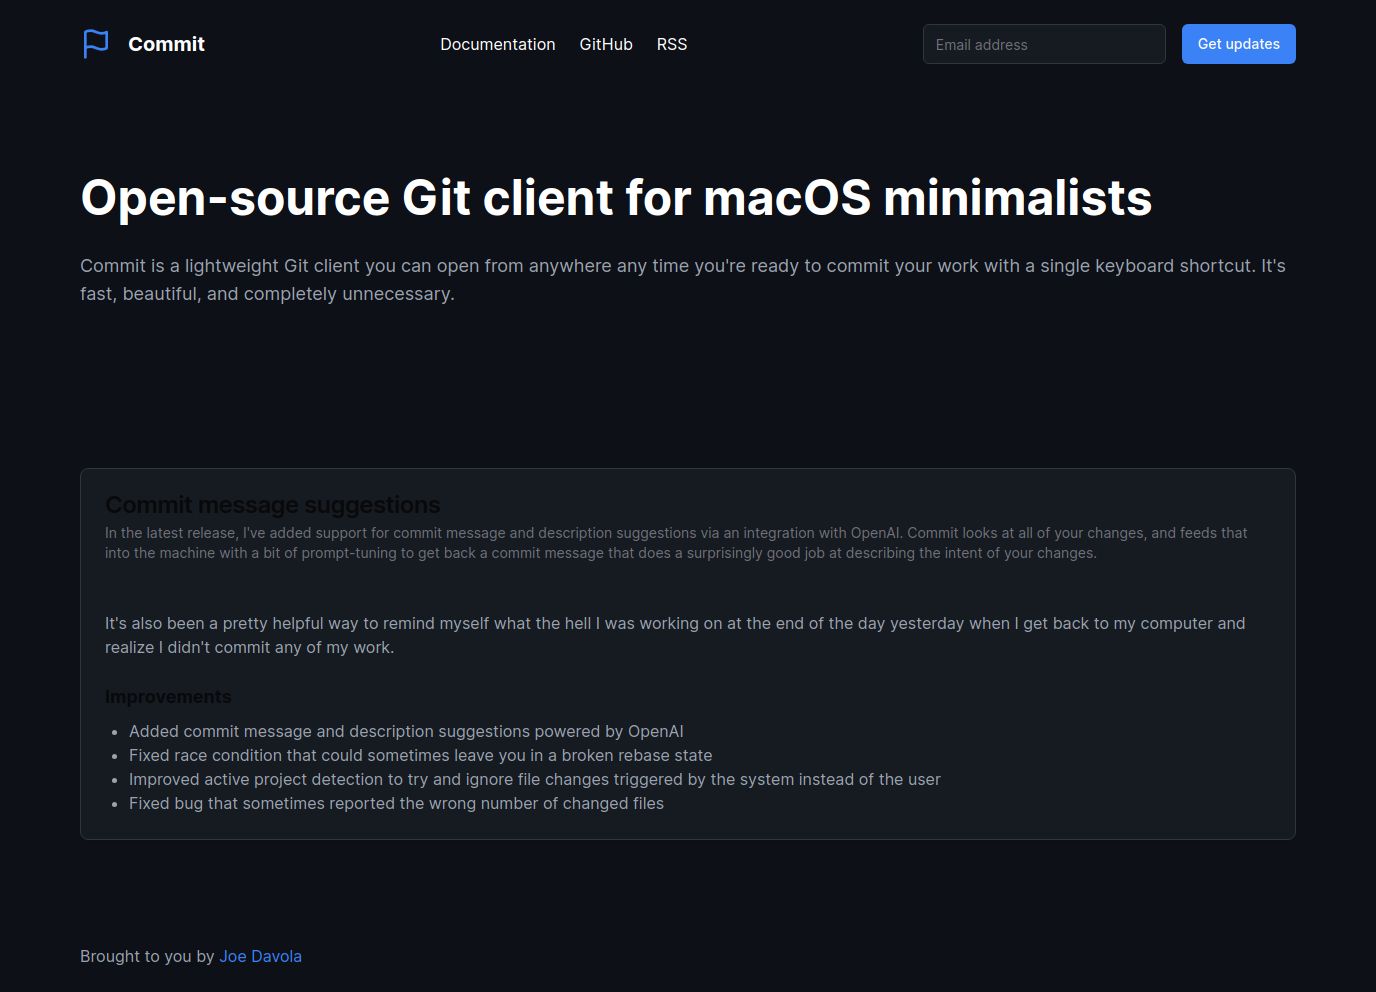 Commit
Documentation GitHub RSS
Email address
Get updates
Open-source Git client for macOS minimalists
Commit is a lightweight Git client you can open from anywhere any time you're ready to commit your work with a single keyboard shortcut. It's
fast, beautiful, and completely unnecessary.
Commit message suggestions
In the latest release, I've added support for commit message and description suggestions via an integration with OpenAI. Commit looks at all of your changes, and feeds that
into the machine with a bit of prompt-tuning to get back a commit message that does a surprisingly good job at describing the intent of your changes.
It's also been a pretty helpful way to remind myself what the hell I was working on at the end of the day yesterday when I get back to my computer and
realize I didn't commit any of my work.
Improvements
• Added commit message and description suggestions powered by OpenAI
• Fixed race condition that could sometimes leave you in a broken rebase state
• Improved active project detection to try and ignore file changes triggered by the system instead of the user
• Fixed bug that sometimes reported the wrong number of changed files
Brought to you by Joe Davola